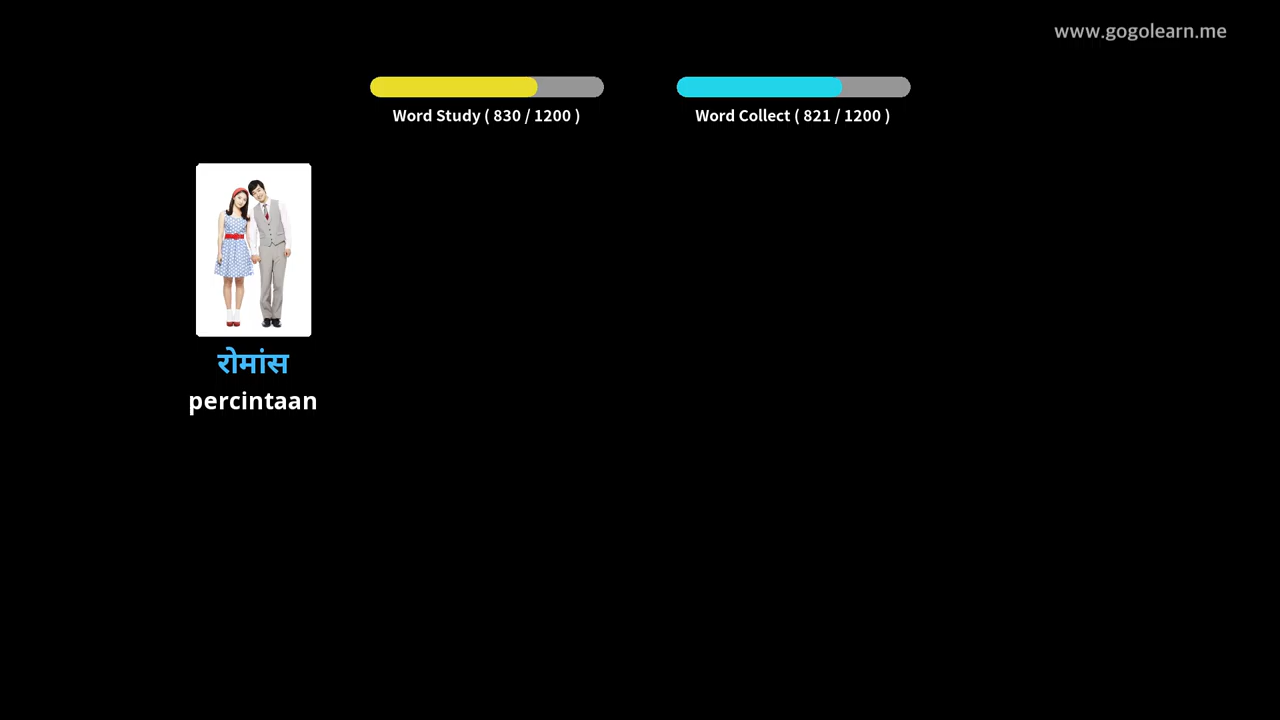 www.gogolearn.me
Word Study ( 830 / 1200 )
Word Collect ( 821 / 1200 )
रोमांस
percintaan